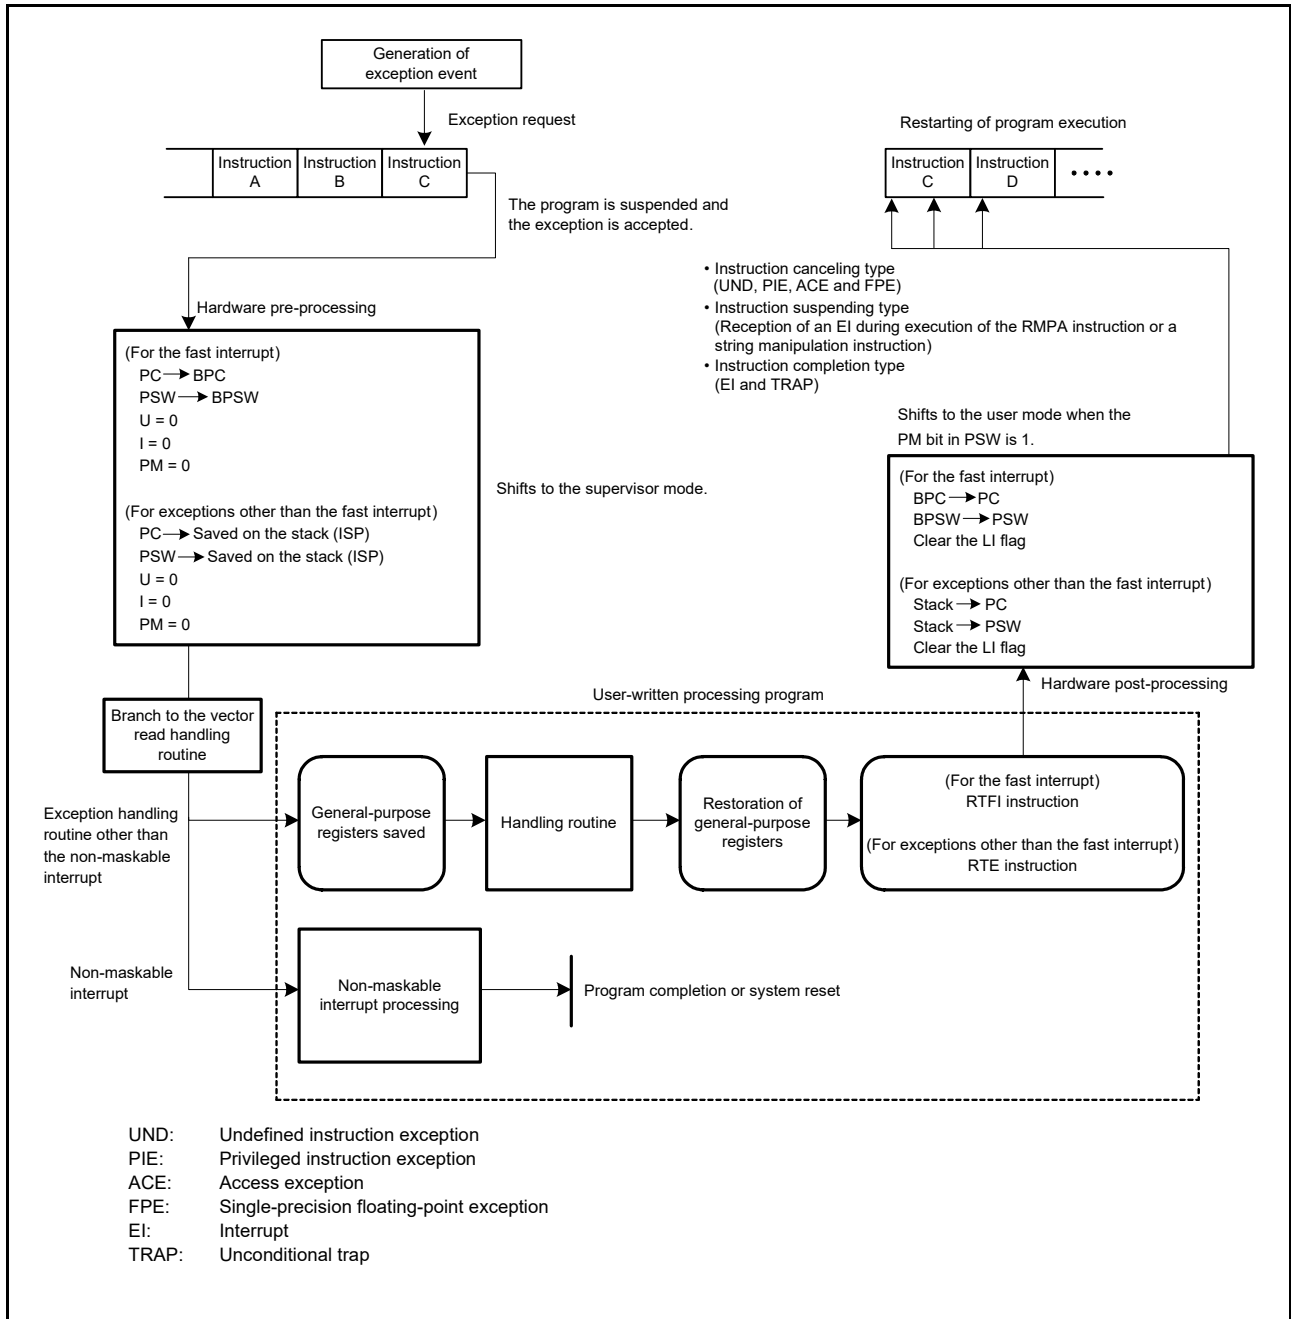 Generation of
exception event
Exception request
Instruction
A
Instruction
B
Instruction
C
The program is suspended and
the exception is accepted.
Restarting of program execution
Instruction
C
Instruction
D
• • • •
• Instruction canceling type
(UND, PIE, ACE and FPE)
• Instruction suspending type
(Reception of an EI during execution of the RMPA instruction or a
string manipulation instruction)
• Instruction completion type
(EI and TRAP)
Hardware pre-processing
(For the fast interrupt)
PC → BPC
PSW → BPSW
U = 0
I = 0
PM = 0
(For exceptions other than the fast interrupt)
PC → Saved on the stack (ISP)
PSW → Saved on the stack (ISP)
U = 0
I = 0
PM = 0
Shifts to the supervisor mode.
Shifts to the user mode when the
PM bit in PSW is 1.
(For the fast interrupt)
BPC → PC
BPSW → PSW
Clear the LI flag
(For exceptions other than the fast interrupt)
Stack → PC
Stack → PSW
Clear the LI flag
Hardware post-processing
Branch to the vector
read handling
routine
User-written processing program
Exception handling
routine other than
the non-maskable
interrupt
General-purpose
registers saved
Handling routine
Restoration of
general-purpose
registers
(For the fast interrupt)
RTFI instruction
(For exceptions other than the fast interrupt)
RTE instruction
Non-maskable
interrupt
Non-maskable
interrupt processing
Program completion or system reset
UND: Undefined instruction exception
PIE: Privileged instruction exception
ACE: Access exception
FPE: Single-precision floating-point exception
EI: Interrupt
TRAP: Unconditional trap